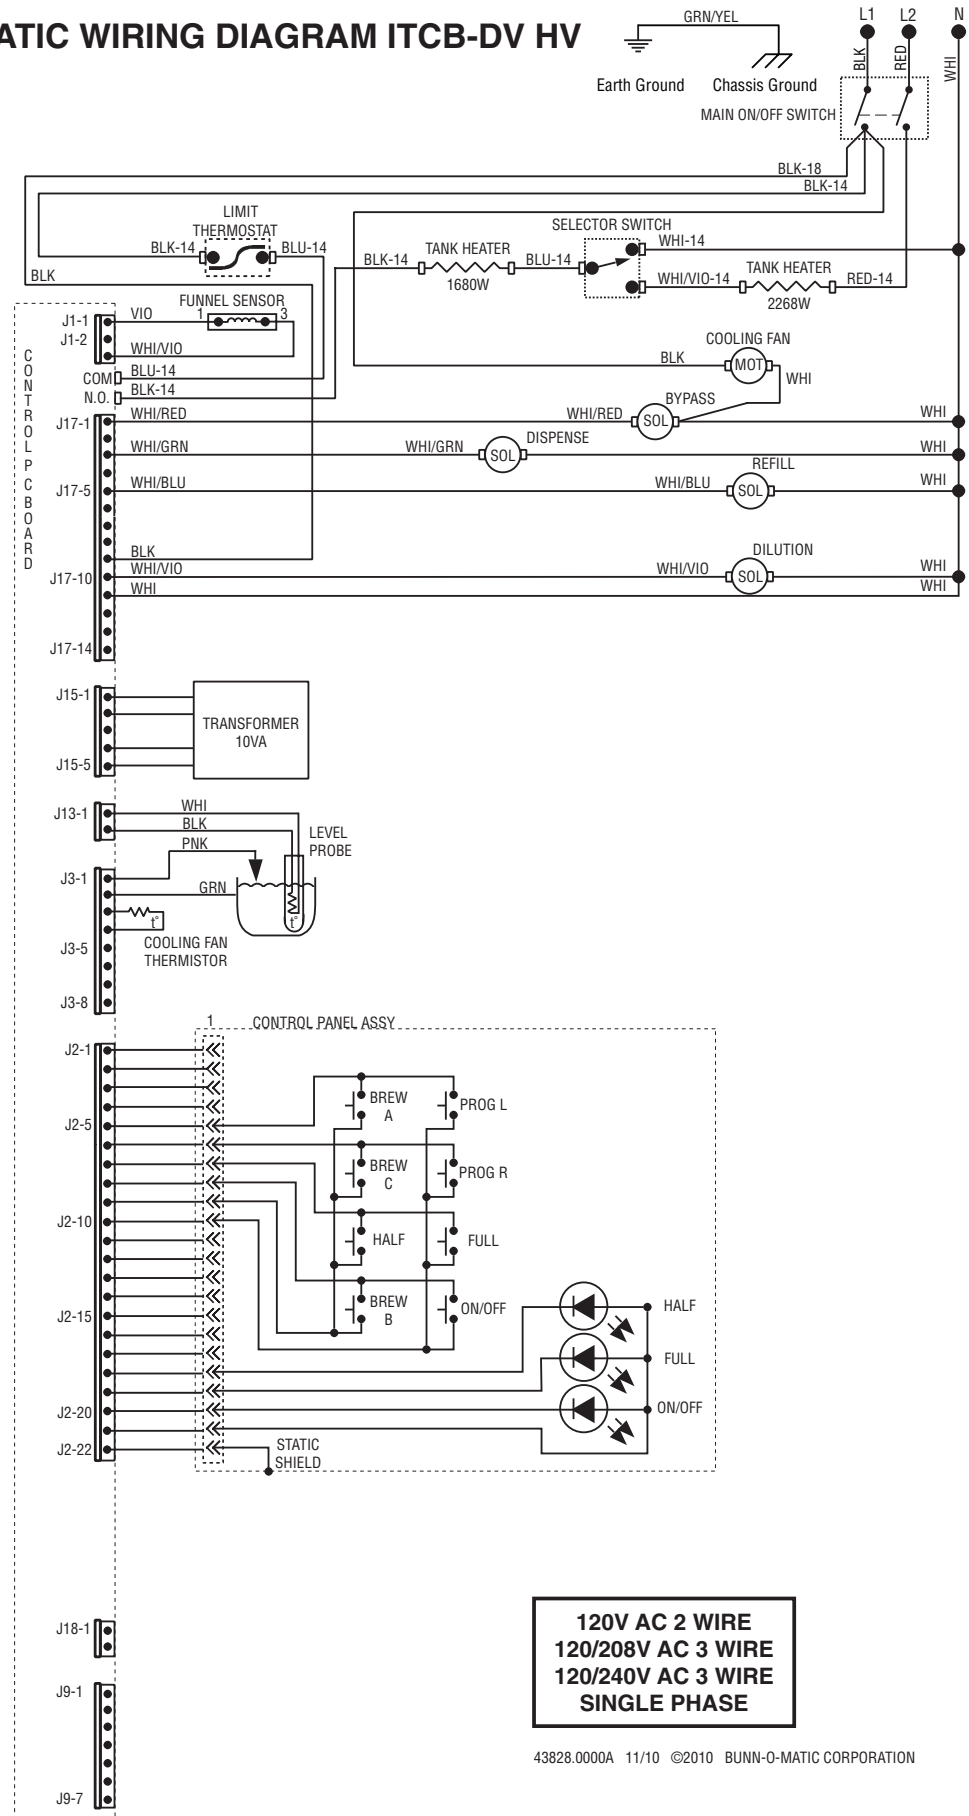 ATIC WIRING DIAGRAM ITCB-DV HV
GRN/YEL
Earth Ground
Chassis Ground
L1
L2
N
BLK
RED
WHI
MAIN ON/OFF SWITCH
BLK-18
BLK-14
LIMIT
THERMOSTAT
BLK-14
BLU-14
BLK
SELECTOR SWITCH
WHI-14
TANK HEATER
BLK-14
BLU-14
1680W
WHI/VIO-14
TANK HEATER
RED-14
2268W
FUNNEL SENSOR
1
3
CONTROL PC BOARD
J1-1
VIO
J1-2
WHI/VIO
COM
BLU-14
N.O.
BLK-14
COOLING FAN
BLK
MOT
WHI
BYPASS
J17-1
WHI/RED
WHI/RED
SOL
WHI
DISPENSE
WHI/GRN
WHI/GRN
SOL
WHI
REFILL
J17-5
WHI/BLU
WHI/BLU
SOL
WHI
BLK
DILUTION
J17-10
WHI/VIO
WHI/VIO
SOL
WHI
WHI
WHI
J17-14
J15-1
TRANSFORMER
10VA
J15-5
J13-1
WHI
BLK
LEVEL
PROBE
PNK
J3-1
GRN
t°
t°
COOLING FAN
THERMISTOR
J3-5
J3-8
1
CONTROL PANEL ASSY
J2-1
BREW
A
PROG L
J2-5
BREW
C
PROG R
J2-10
HALF
FULL
BREW
B
ON/OFF
J2-15
HALF
FULL
J2-20
ON/OFF
J2-22
STATIC
SHIELD
J18-1
J9-1
J9-7
120V AC 2 WIRE
120/208V AC 3 WIRE
120/240V AC 3 WIRE
SINGLE PHASE
43828.0000A 11/10 ©2010 BUNN-O-MATIC CORPORATION